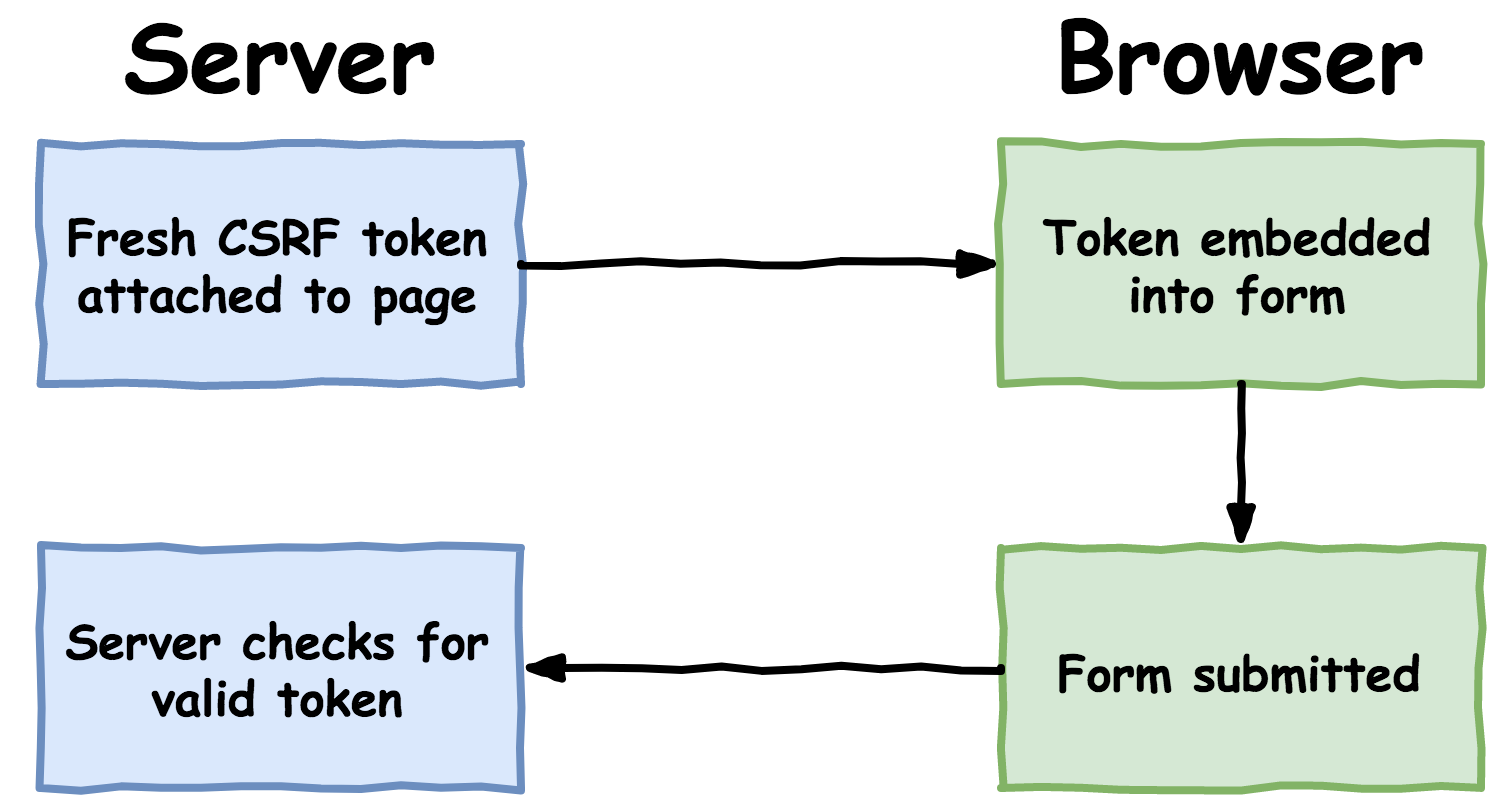 Server
Browser
Fresh CSRF token
attached to page
Token embedded
into form
Server checks for
valid token
Form submitted